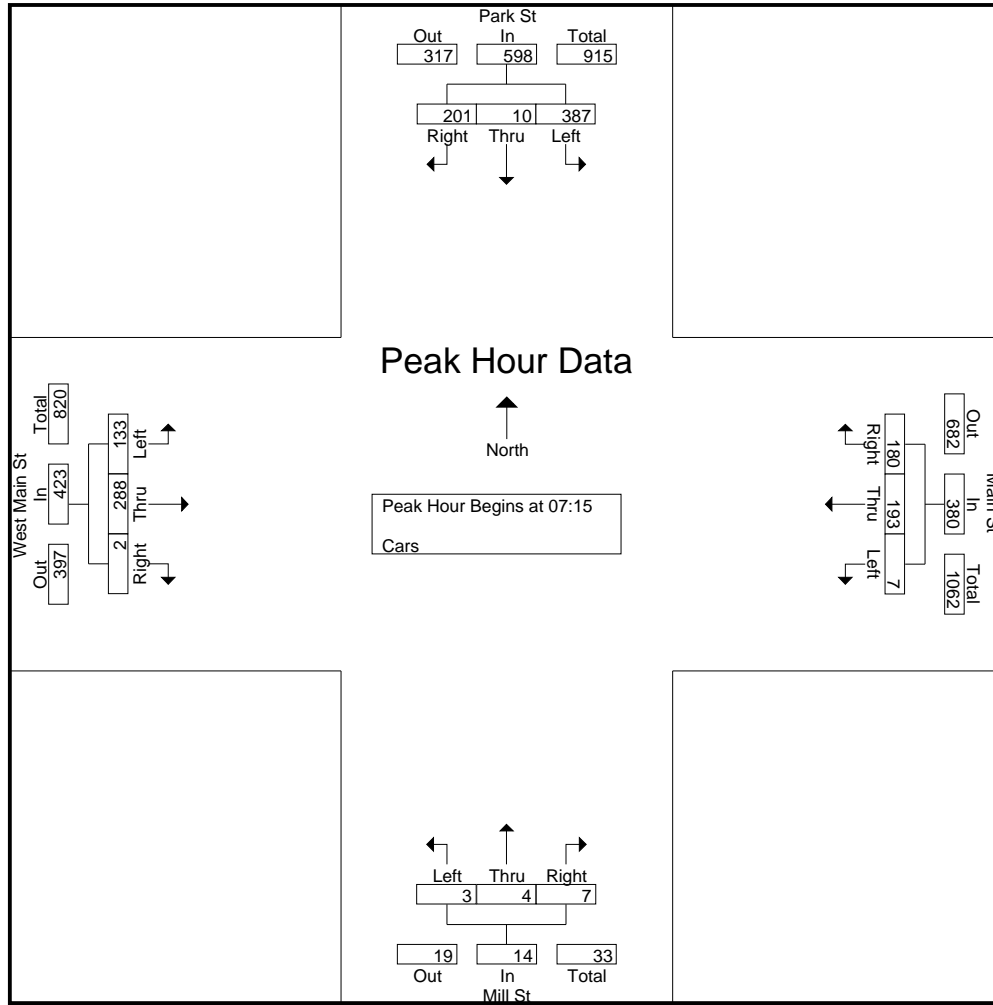 Park St
Out In Total
317 598 915
201 10 387
Right Thru Left
Peak Hour Data
North
Peak Hour Begins at 07:15
Cars
West Main St
Total In Out
820 423 397
133 288 2
Left Thru Right
Main St
Out In Total
682 380 1062
180 193 7
Right Thru Left
Left Thru Right
3 4 7
19 14 33
Out In Total
Mill St